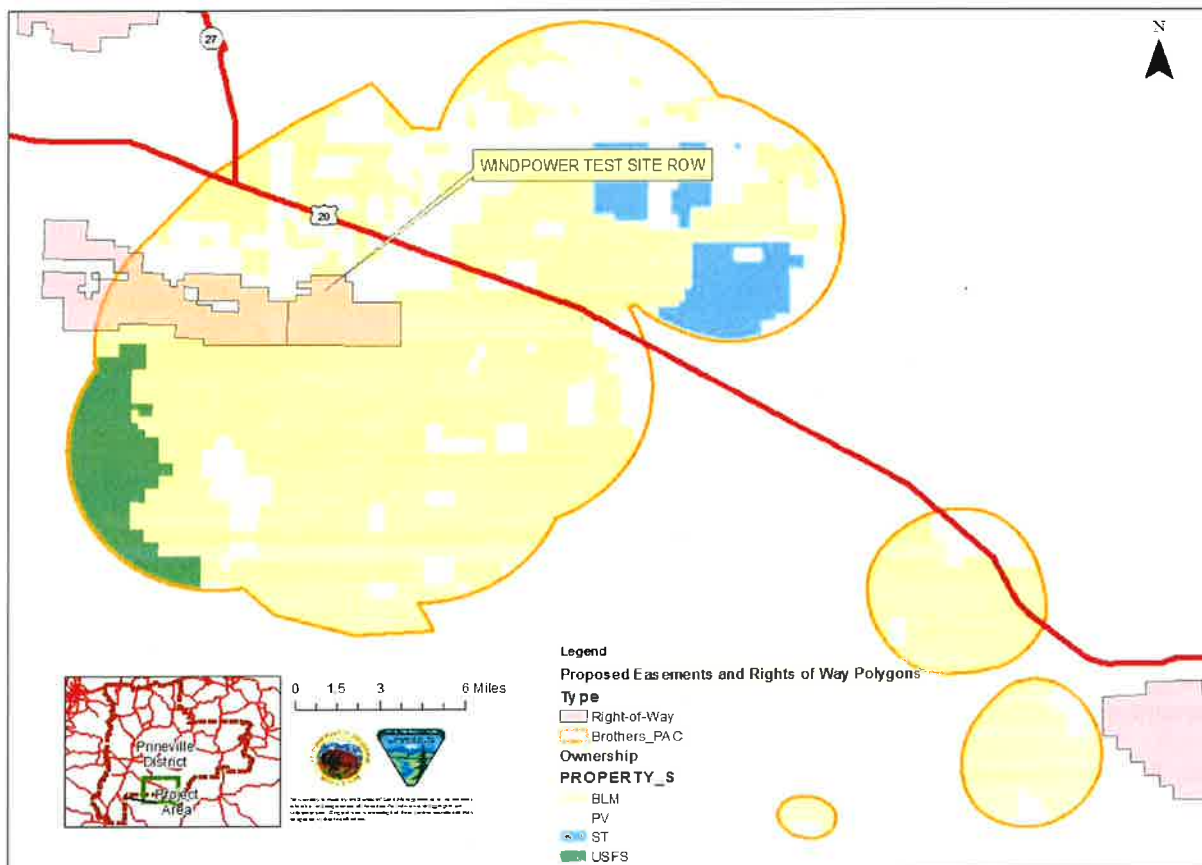 N
27
WINDPOWER TEST SITE ROW
20
Legend
Proposed Easements and Rights of Way Polygons
Type
Right-of-Way
Brothers_PAC
Ownership
PROPERTY_S
BLM
PV
ST
USFS
0 1.5 3 6 Miles
Prineville
District
Project
Area